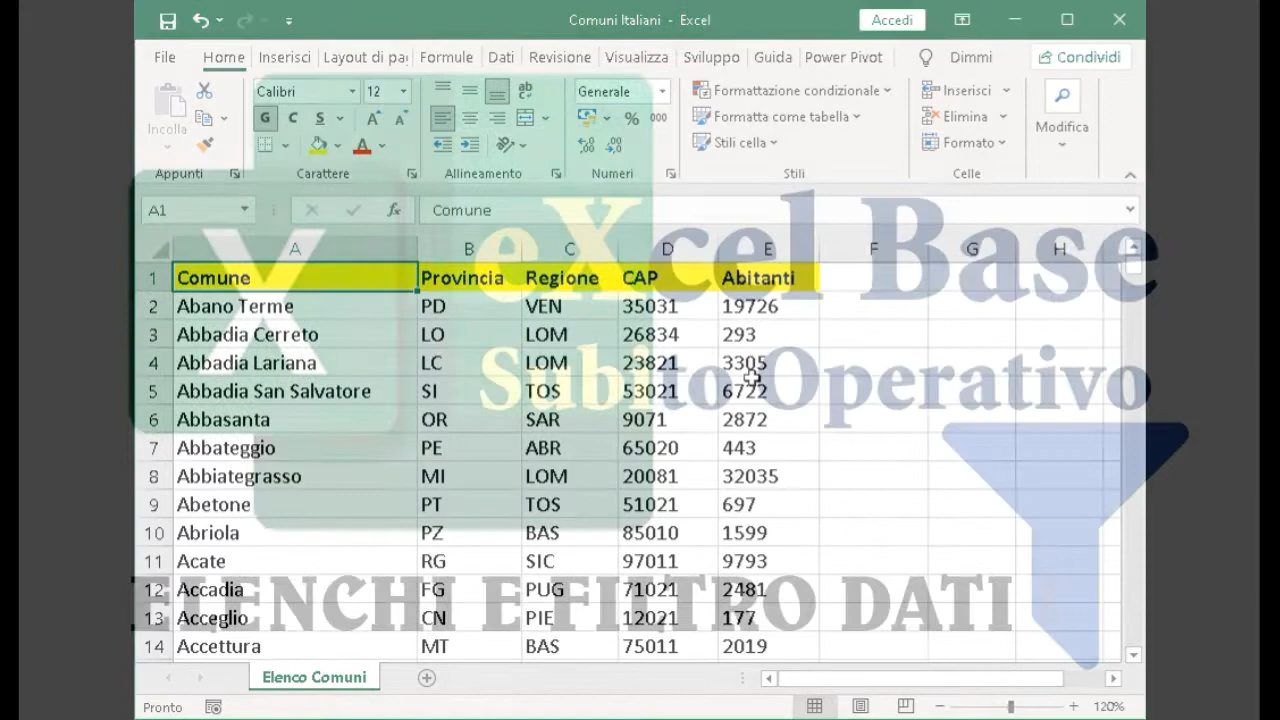 Comuni Italiani - Excel
Accedi
File Home Inserisci Layout di pag Formule Dati Revisione Visualizza Sviluppo Guida Power Pivot Dimmi Condividi
Incolla
Calibri 12
G C S
Generale
% 000
Formattazione condizionale
Formatta come tabella
Stili cella
Inserisci
Elimina
Formato
Modifica
Appunti Carattere Allineamento Numeri Stili Celle
A1 fx Comune
A B C D E F G H
1 Comune Provincia Regione CAP Abitanti
2 Abano Terme PD VEN 35031 19726
3 Abbadia Cerreto LO LOM 26834 293
4 Abbadia Lariana LC LOM 23821 3305
5 Abbadia San Salvatore SI TOS 53021 6722
6 Abbasanta OR SAR 9071 2872
7 Abbateggio PE ABR 65020 443
8 Abbiategrasso MI LOM 20081 32035
9 Abetone PT TOS 51021 697
10 Abriola PZ BAS 85010 1599
11 Acate RG SIC 97011 9793
12 Accadia FG PUG 71021 2481
13 Acceglio CN PIE 12021 177
14 Accettura MT BAS 75011 2019
X
eXcel Base
Subito Operativo
ELENCHI E FILTRO DATI
Elenco Comuni
Pronto
120%